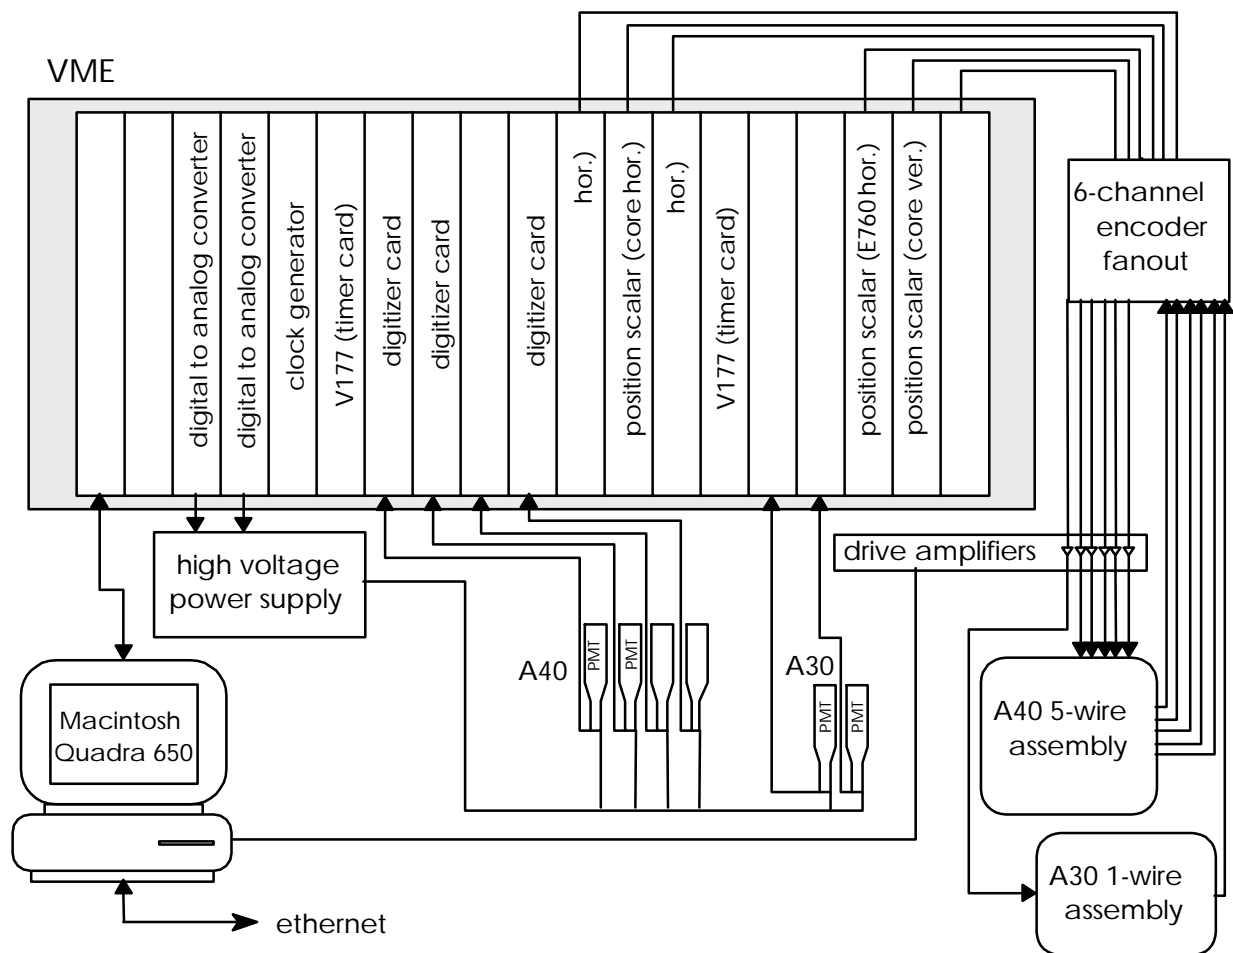 VME
digital to analog converter
digital to analog converter
clock generator
V177 (timer card)
digitizer card
digitizer card
digitizer card
hor.)
position scalar (core hor.)
hor.)
V177 (timer card)
position scalar (E760 hor.)
position scalar (core ver.)
6-channel
encoder
fanout
high voltage
power supply
drive amplifiers
A40
PMT
PMT
A30
PMT
PMT
Macintosh
Quadra 650
A40 5-wire
assembly
A30 1-wire
assembly
ethernet